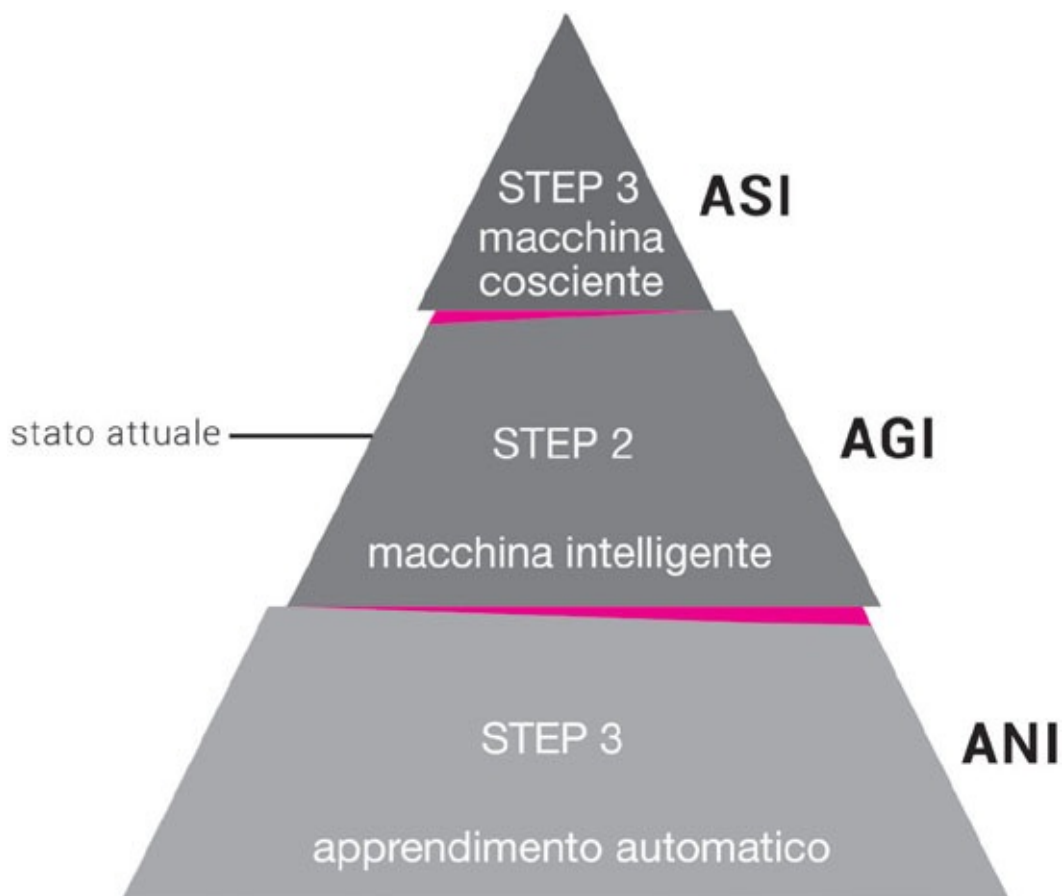 STEP 3
macchina
cosciente
ASI
stato attuale
STEP 2
macchina intelligente
AGI
STEP 3
apprendimento automatico
ANI